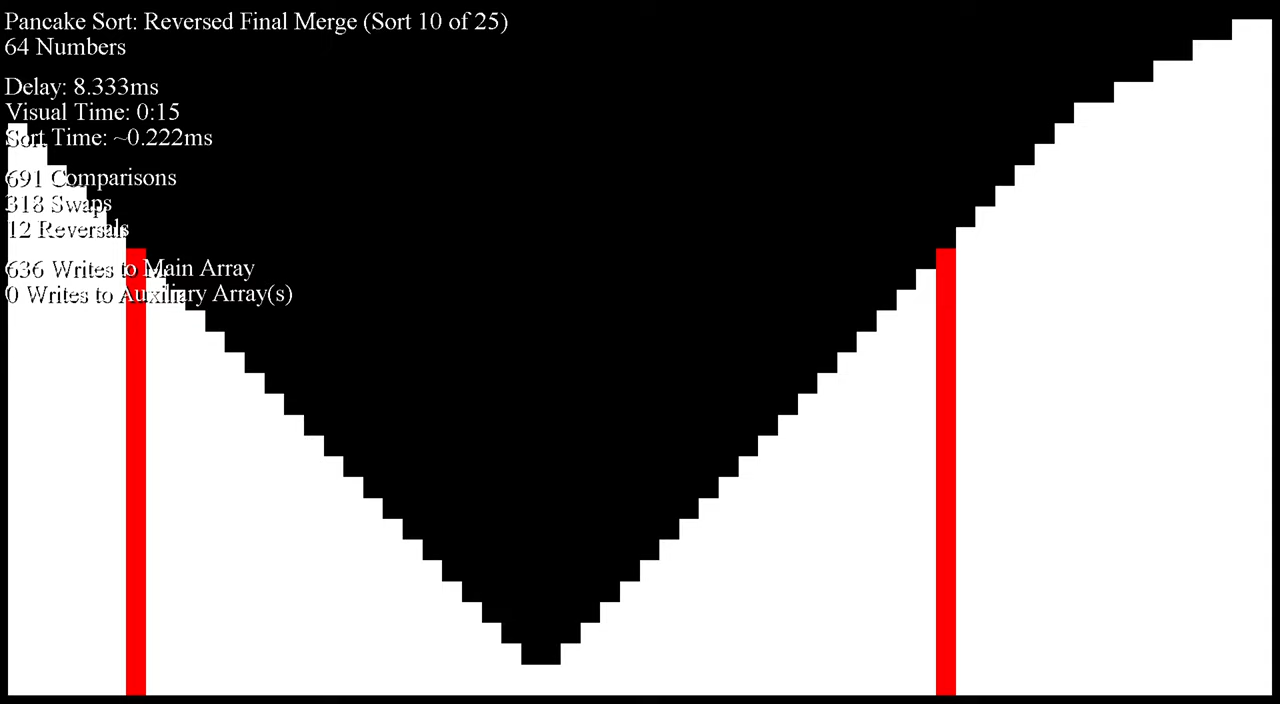 Pancake Sort: Reversed Final Merge (Sort 10 of 25)
64 Numbers
Delay: 8.333ms
Visual Time: 0:15
Sort Time: ~0.222ms
691 Comparisons
318 Swaps
12 Reversals
636 Writes to Main Array
0 Writes to Auxiliary Array(s)